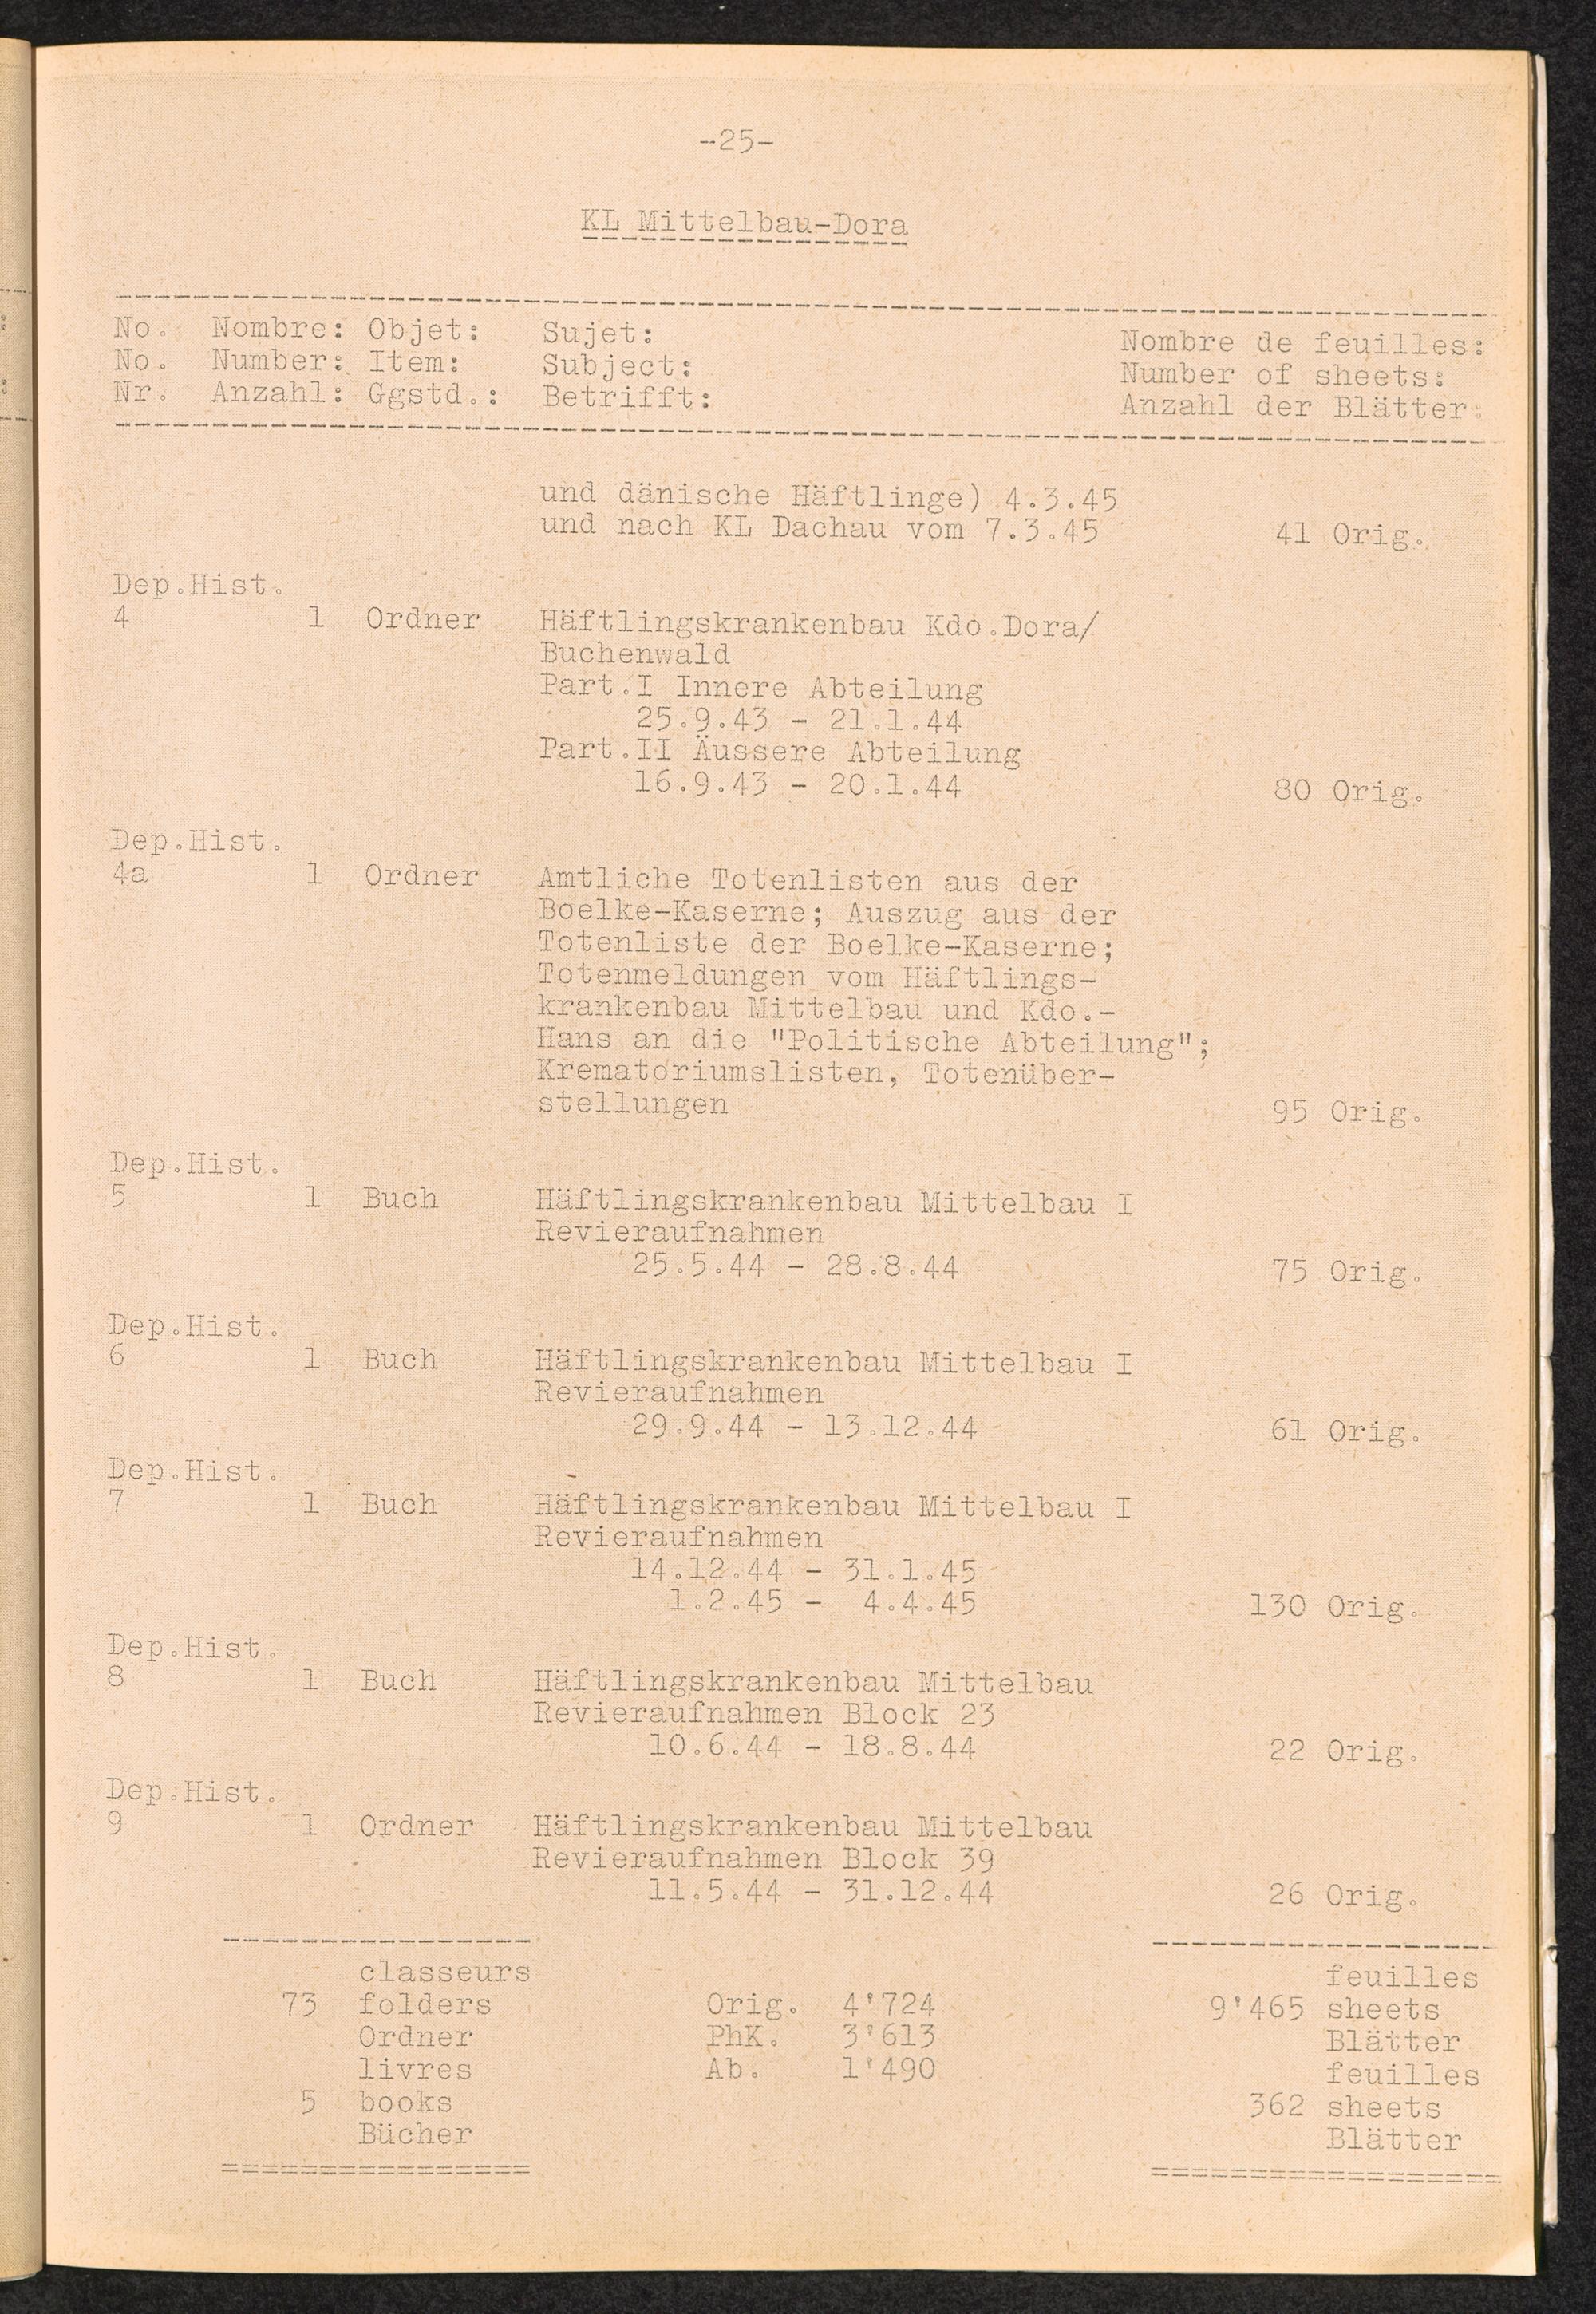 -25-
KL Mittelbau-Dora
No. Nombre: Objet: Sujet: Nombre de feuilles:
No. Number: Item: Subject: Number of sheets:
Nr. Anzahl: Ggstd.: Betrifft: Anzahl der Blätter:
und dänische Häftlinge) 4.3.45
und nach KL Dachau vom 7.3.45 41 Orig.
Dep.Hist.
4 1 Ordner Häftlingskrankenbau Kdo.Dora/
Buchenwald
Part.I Innere Abteilung
25.9.43 - 21.1.44
Part.II Äussere Abteilung
16.9.43 - 20.1.44 80 Orig.
Dep.Hist.
4a 1 Ordner Amtliche Totenlisten aus der
Boelke-Kaserne; Auszug aus der
Totenliste der Boelke-Kaserne;
Totenmeldungen vom Häftlings-
krankenbau Mittelbau und Kdo.-
Hans an die "Politische Abteilung";
Krematoriumslisten, Totenüber-
stellungen 95 Orig.
Dep.Hist.
5 1 Buch Häftlingskrankenbau Mittelbau I
Revieraufnahmen
25.5.44 - 28.8.44 75 Orig.
Dep.Hist.
6 1 Buch Häftlingskrankenbau Mittelbau I
Revieraufnahmen
29.9.44 - 13.12.44 61 Orig.
Dep.Hist.
7 1 Buch Häftlingskrankenbau Mittelbau I
Revieraufnahmen
14.12.44 - 31.1.45
1.2.45 - 4.4.45 130 Orig.
Dep.Hist.
8 1 Buch Häftlingskrankenbau Mittelbau
Revieraufnahmen Block 23
10.6.44 - 18.8.44 22 Orig.
Dep.Hist.
9 1 Ordner Häftlingskrankenbau Mittelbau
Revieraufnahmen Block 39
11.5.44 - 31.12.44 26 Orig.
classeurs feuilles
73 folders Orig. 4'724 9'465 sheets
Ordner PhK. 3'613 Blätter
livres Ab. 1'490 feuilles
5 books 362 sheets
Bücher Blätter